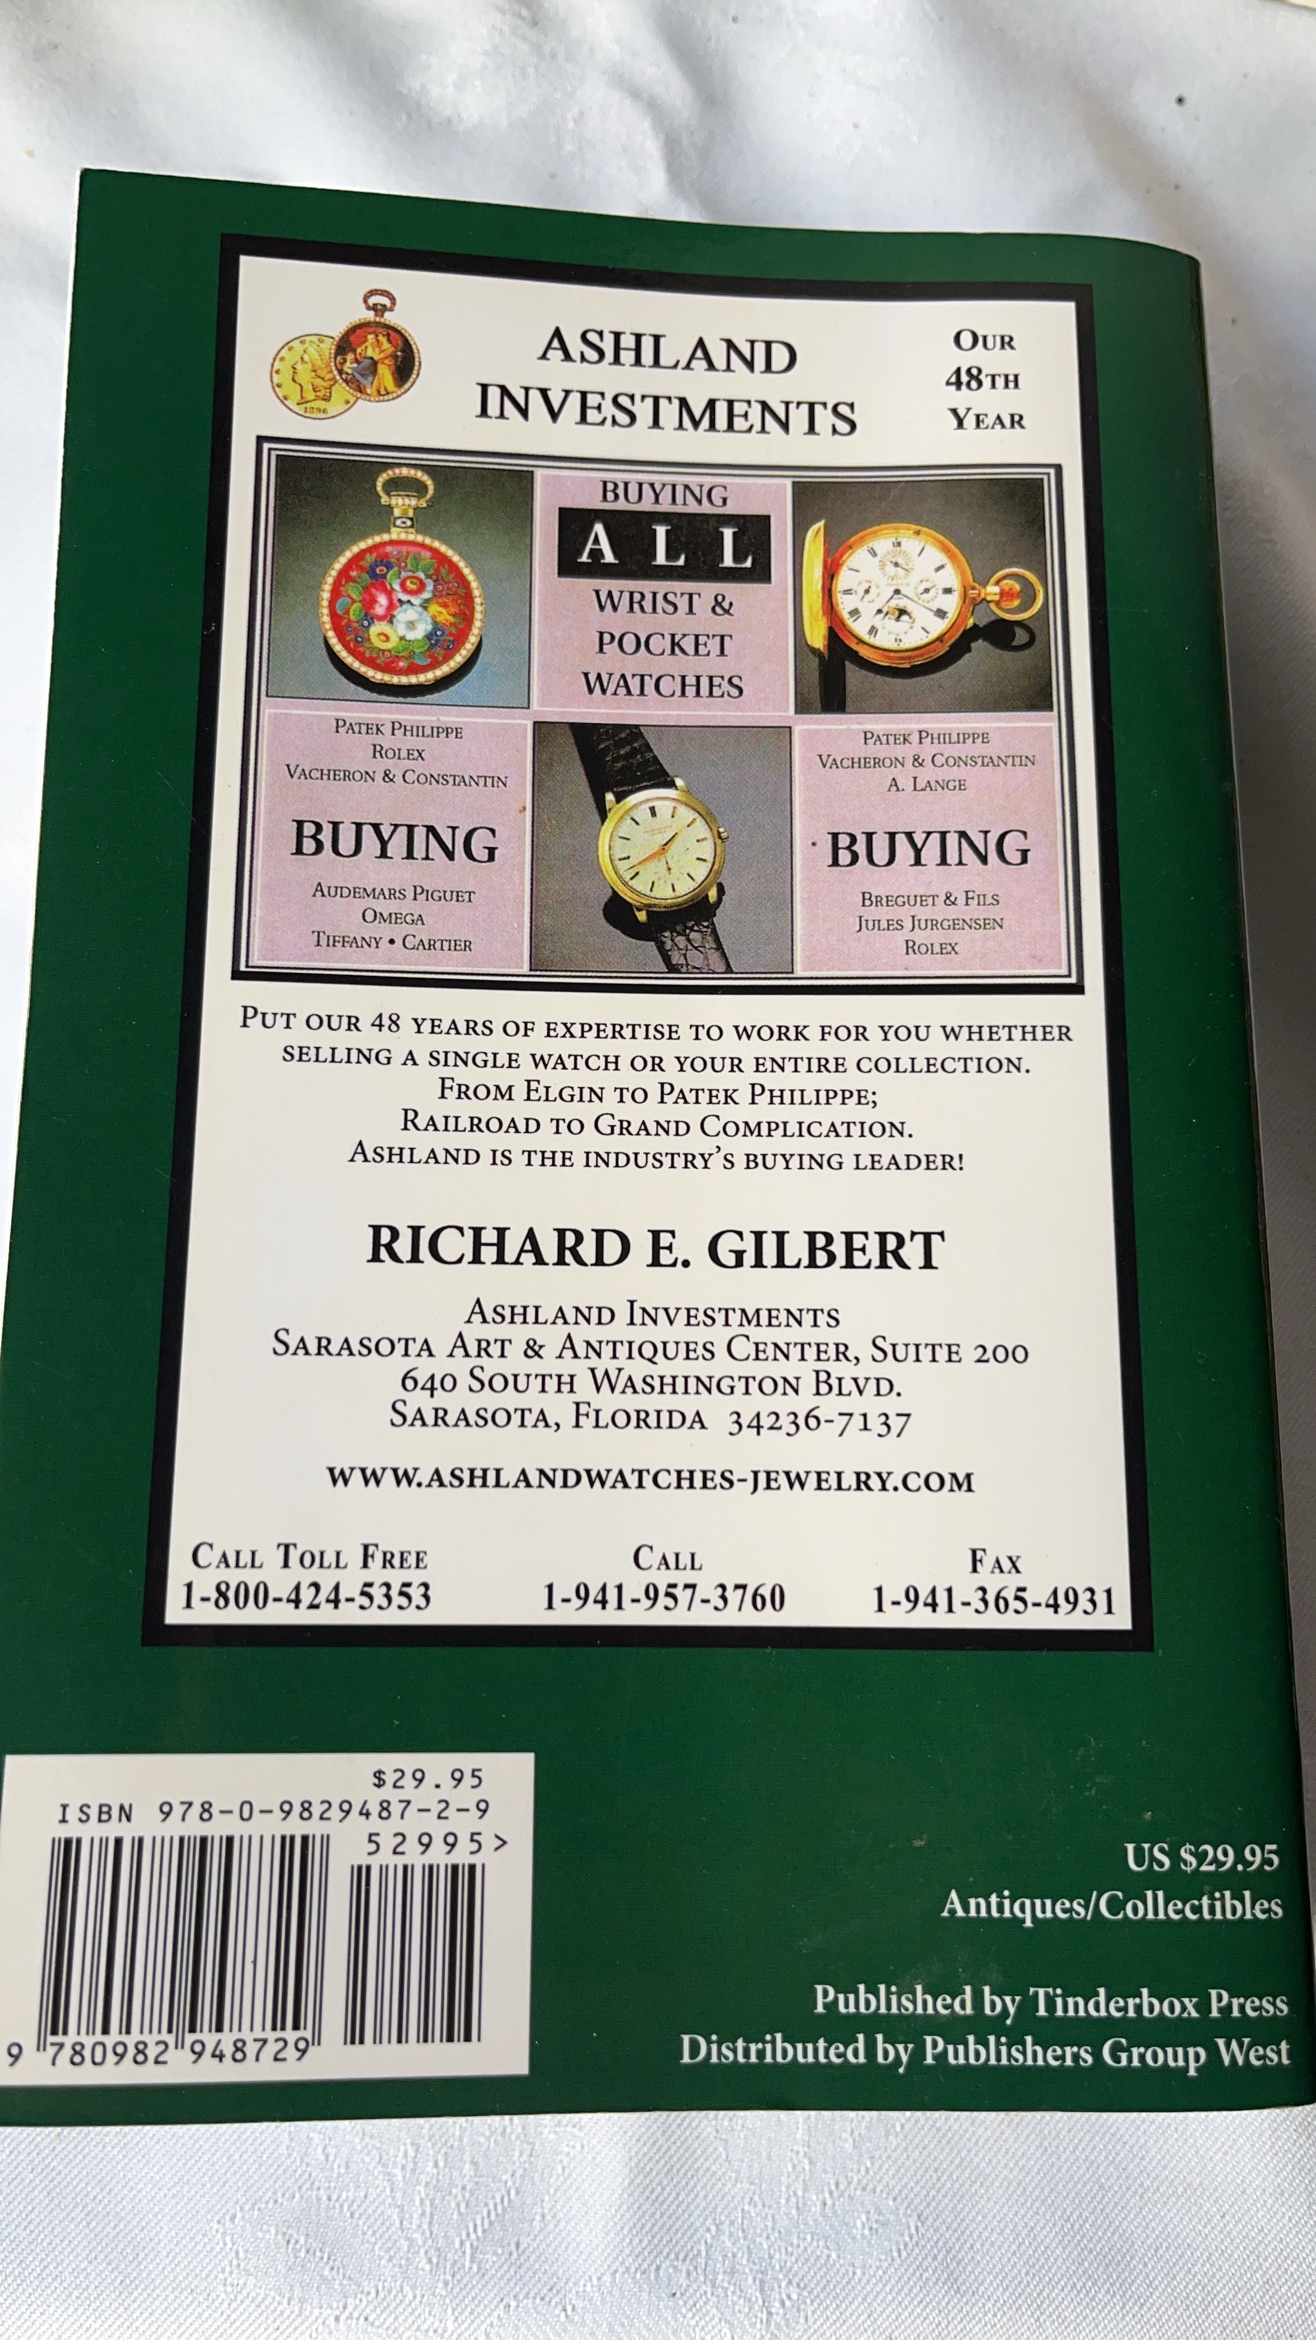 ASHLAND
INVESTMENTS
OUR
48TH
YEAR
1896
BUYING
ALL
WRIST &
POCKET
WATCHES
PATEK PHILIPPE
ROLEX
VACHERON & CONSTANTIN
BUYING
AUDEMARS PIGUET
OMEGA
TIFFANY • CARTIER
PATEK PHILIPPE
VACHERON & CONSTANTIN
A. LANGE
BUYING
BREGUET & FILS
JULES JURGENSEN
ROLEX
PUT OUR 48 YEARS OF EXPERTISE TO WORK FOR YOU WHETHER
SELLING A SINGLE WATCH OR YOUR ENTIRE COLLECTION.
FROM ELGIN TO PATEK PHILIPPE;
RAILROAD TO GRAND COMPLICATION.
ASHLAND IS THE INDUSTRY'S BUYING LEADER!
RICHARD E. GILBERT
ASHLAND INVESTMENTS
SARASOTA ART & ANTIQUES CENTER, SUITE 200
640 SOUTH WASHINGTON BLVD.
SARASOTA, FLORIDA 34236-7137
WWW.ASHLANDWATCHES-JEWELRY.COM
CALL TOLL FREE
1-800-424-5353
CALL
1-941-957-3760
FAX
1-941-365-4931
$29.95
ISBN 978-0-9829487-2-9
52995>
9 780982 948729
US $29.95
Antiques/Collectibles
Published by Tinderbox Press
Distributed by Publishers Group West